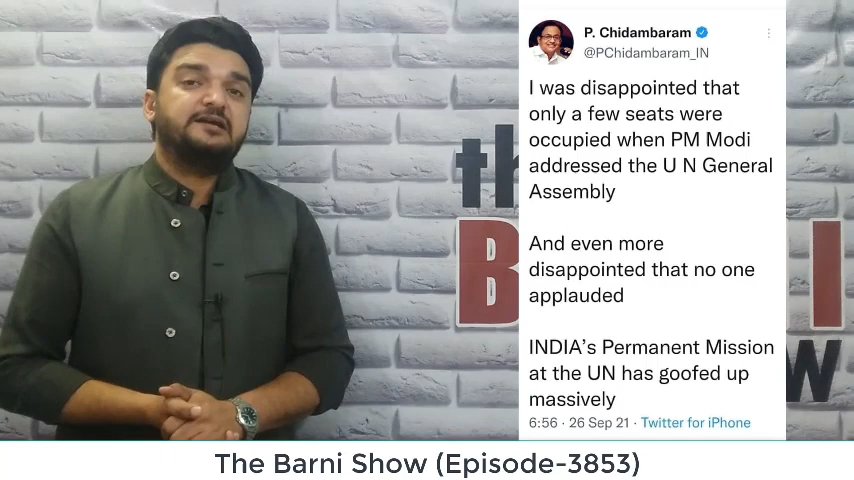 P. Chidambaram
@PChidambaram_IN
I was disappointed that
only a few seats were
occupied when PM Modi
addressed the U N General
Assembly
And even more
disappointed that no one
applauded
INDIA's Permanent Mission
at the UN has goofed up
massively
6:56 · 26 Sep 21 · Twitter for iPhone
th
B
I
W
The Barni Show (Episode-3853)